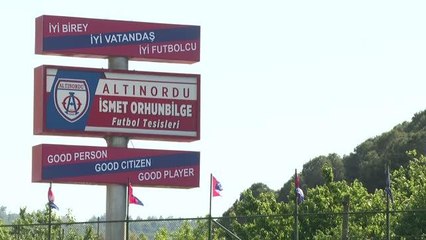 İYİ BİREY
İYİ VATANDAŞ
İYİ FUTBOLCU
ALTINORDU
ALTINORDU
İSMET ORHUNBİLGE
Futbol Tesisleri
GOOD PERSON
GOOD CITIZEN
GOOD PLAYER